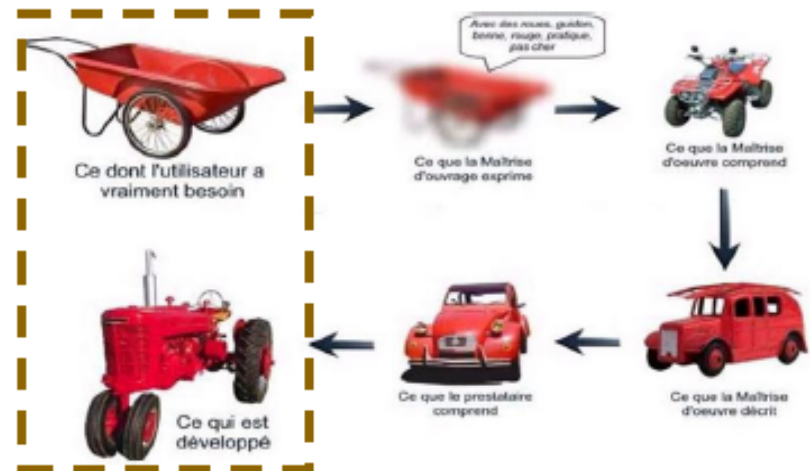 Avec des roues, guidon,
benne, rouge, pratique,
pas cher
Ce dont l'utilisateur a
vraiment besoin
Ce que la Maîtrise
d'ouvrage exprime
Ce que la Maîtrise
d'oeuvre comprend
Ce que la Maîtrise
d'oeuvre décrit
Ce que le prestataire
comprend
Ce qui est
développé